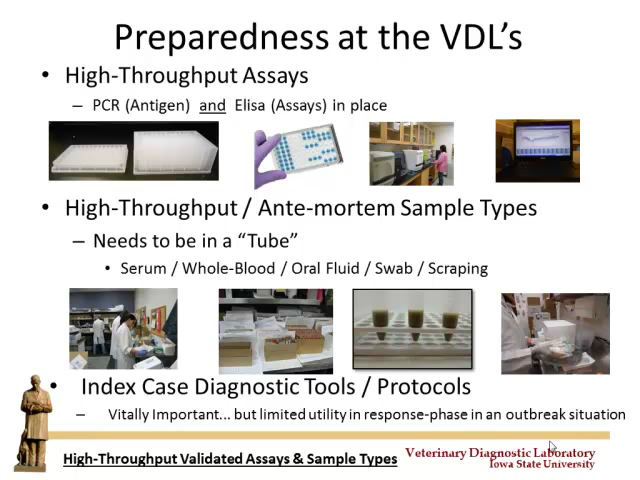 Preparedness at the VDL's
• High-Throughput Assays
– PCR (Antigen) and Elisa (Assays) in place
• High-Throughput / Ante-mortem Sample Types
– Needs to be in a “Tube”
• Serum / Whole-Blood / Oral Fluid / Swab / Scraping
• Index Case Diagnostic Tools / Protocols
– Vitally Important... but limited utility in response-phase in an outbreak situation
High-Throughput Validated Assays & Sample Types
Veterinary Diagnostic Laboratory
Iowa State University